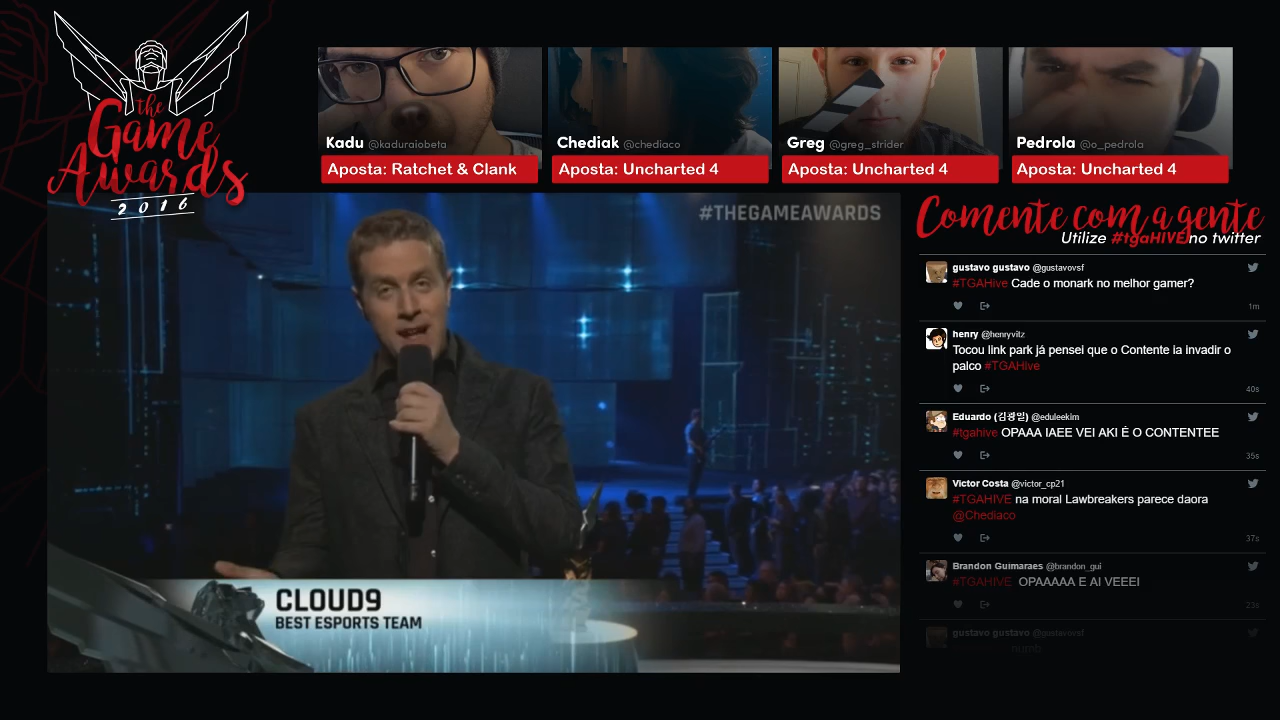 the
Game
Awards
2016
Kadu @kaduraiobeta
Aposta: Ratchet & Clank
Chediak @chediaco
Aposta: Uncharted 4
Greg @greg_strider
Aposta: Uncharted 4
Pedrola @o_pedrola
Aposta: Uncharted 4
#THEGAMEAWARDS
CLOUD9
BEST ESPORTS TEAM
Comente com a gente
Utilize #tgaHIVE no twitter
gustavo gustavo @gustavovsf
#TGAHive Cade o monark no melhor gamer?
1m
henry @henryvitz
Tocou link park já pensei que o Contente ia invadir o
palco #TGAHive
40s
Eduardo (김광일) @eduleekim
#tgahive OPAAA IAEE VEI AKI É O CONTENTEE
35s
Victor Costa @victor_cp21
#TGAHIVE na moral Lawbreakers parece daora
@Chediaco
37s
Brandon Guimaraes @brandon_gui
#TGAHIVE OPAAAAA E AI VEEEI
23s
gustavo gustavo @gustavovsf
numb